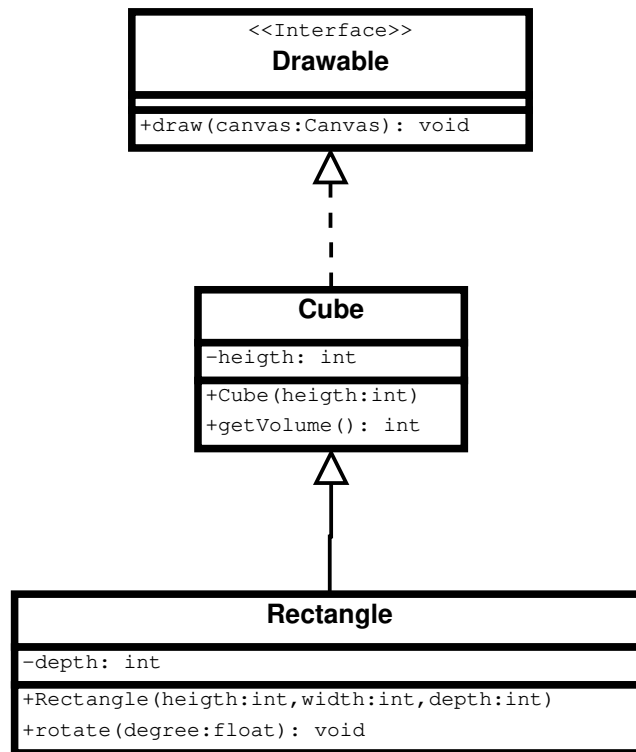 <<Interface>>
Drawable
+draw(canvas:Canvas): void
Cube
-heigth: int
+Cube(heigth:int)
+getVolume(): int
Rectangle
-depth: int
+Rectangle(heigth:int,width:int,depth:int)
+rotate(degree:float): void